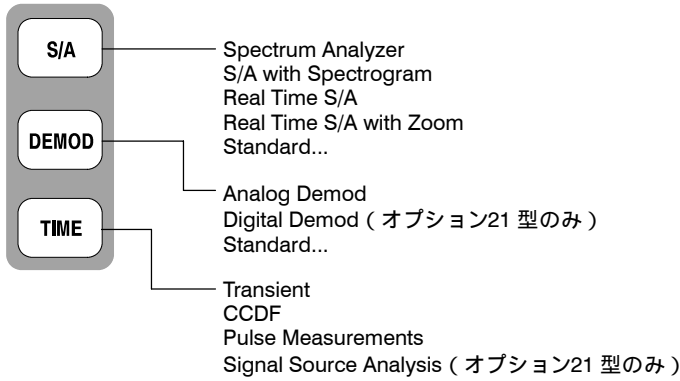 S/A
Spectrum Analyzer
S/A with Spectrogram
Real Time S/A
Real Time S/A with Zoom
Standard...
DEMOD
Analog Demod
Digital Demod(オプション21 型のみ)
Standard...
TIME
Transient
CCDF
Pulse Measurements
Signal Source Analysis(オプション21 型のみ)